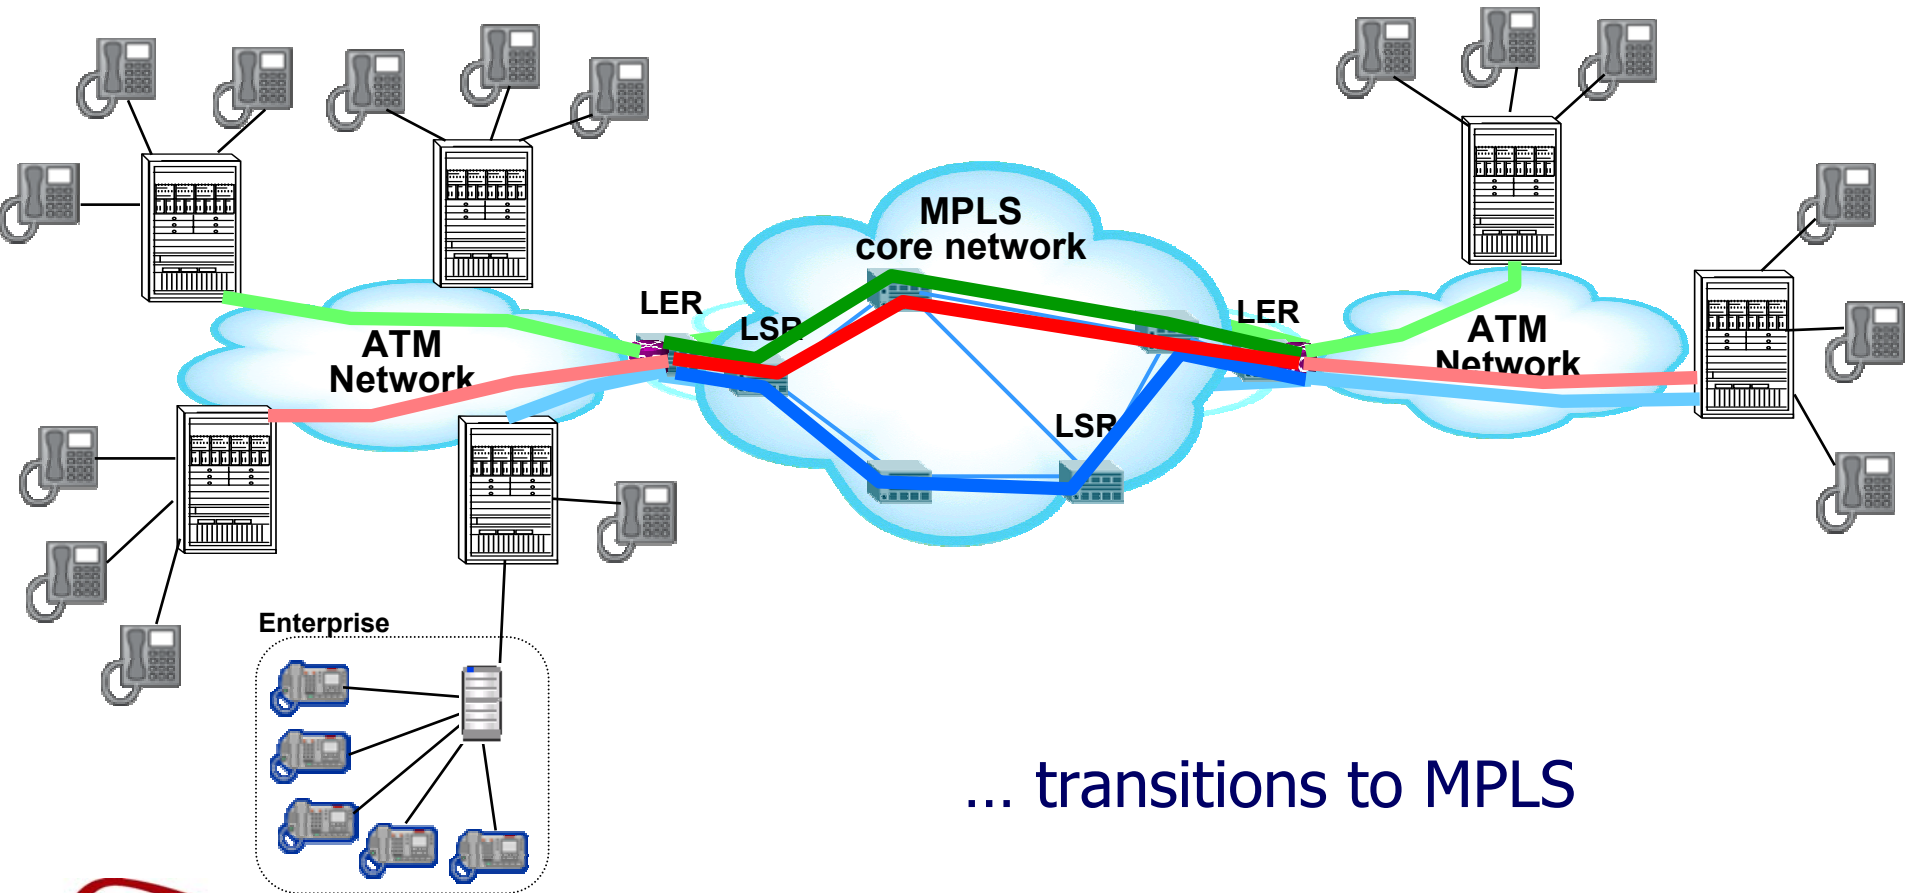 MPLS
core network
LER
LSR
LER
ATM
Network
ATM
Network
LSR
Enterprise
... transitions to MPLS